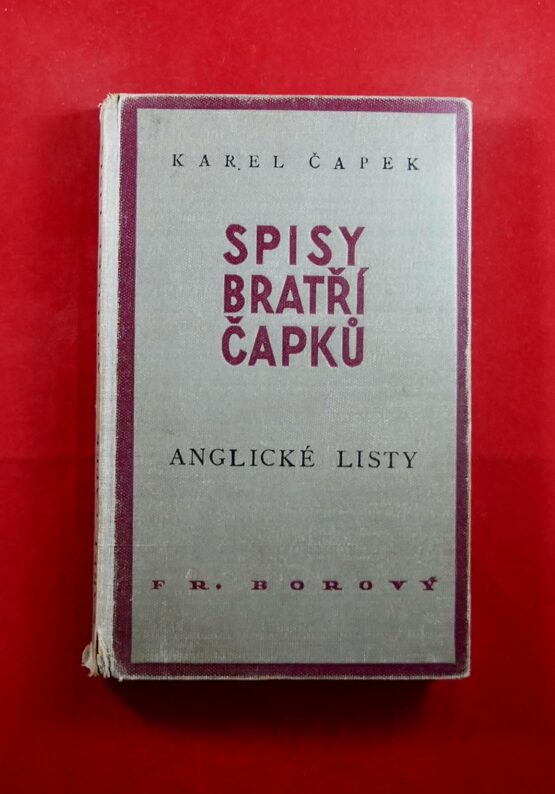 KAREL ČAPEK
SPISY
BRATŘÍ
ČAPKŮ
ANGLICKÉ LISTY
FR. BOROVÝ